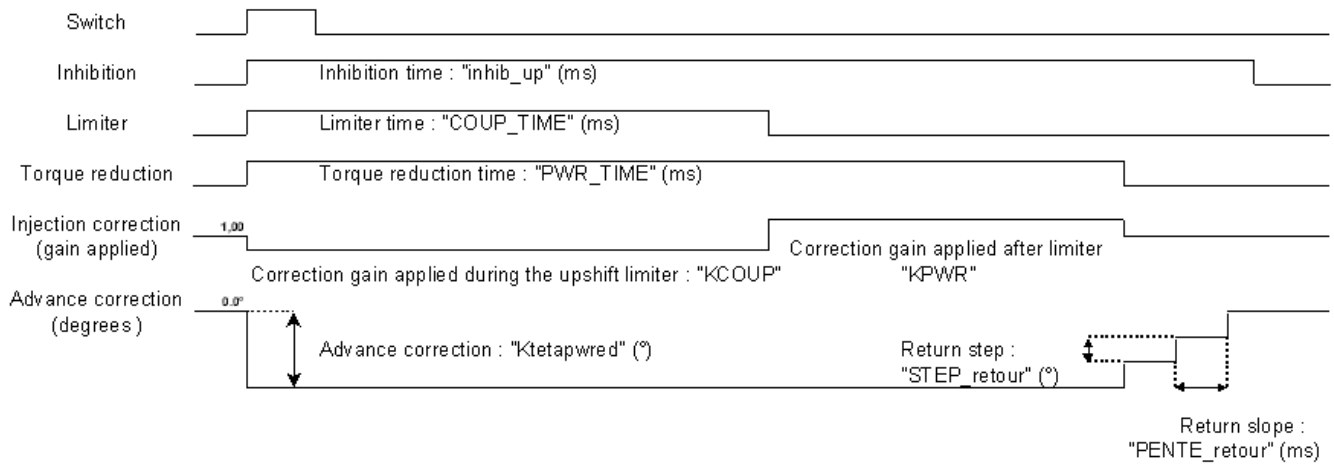 Switch
Inhibition
Inhibition time : "inhib_up" (ms)
Limiter
Limiter time : "COUP_TIME" (ms)
Torque reduction
Torque reduction time : "PWR_TIME" (ms)
Injection correction
(gain applied)
1,00
Correction gain applied during the upshift limiter : "KCOUP"
Correction gain applied after limiter
"KPWR"
Advance correction
(degrees )
0.0°
Advance correction : "Ktetapwred" (°)
Return step :
"STEP_retour" (°)
Return slope :
"PENTE_retour" (ms)